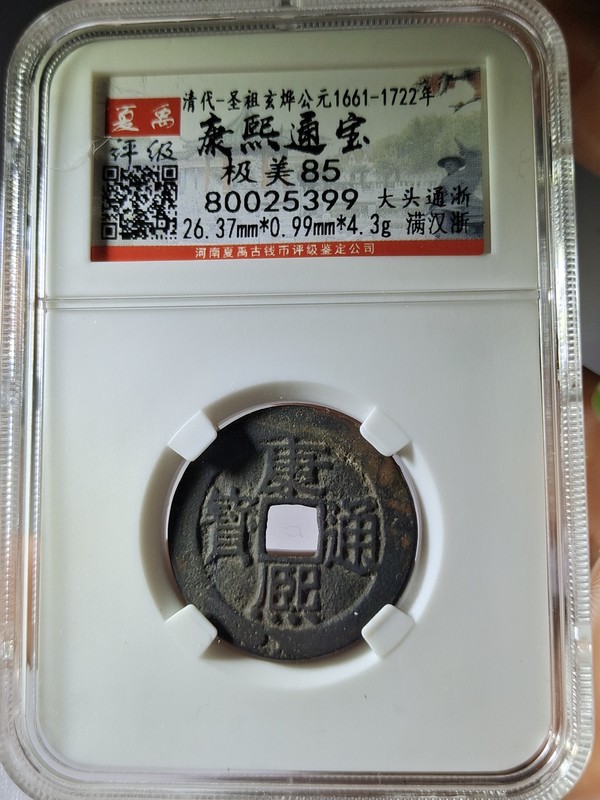 清代-圣祖玄烨公元1661-1722年
夏禹
评级
康熙通宝
极美85
80025399 大头通浙
26.37mm*0.99mm*4.3g 满汉浙
河南夏禹古钱币评级鉴定公司
康熙通寳